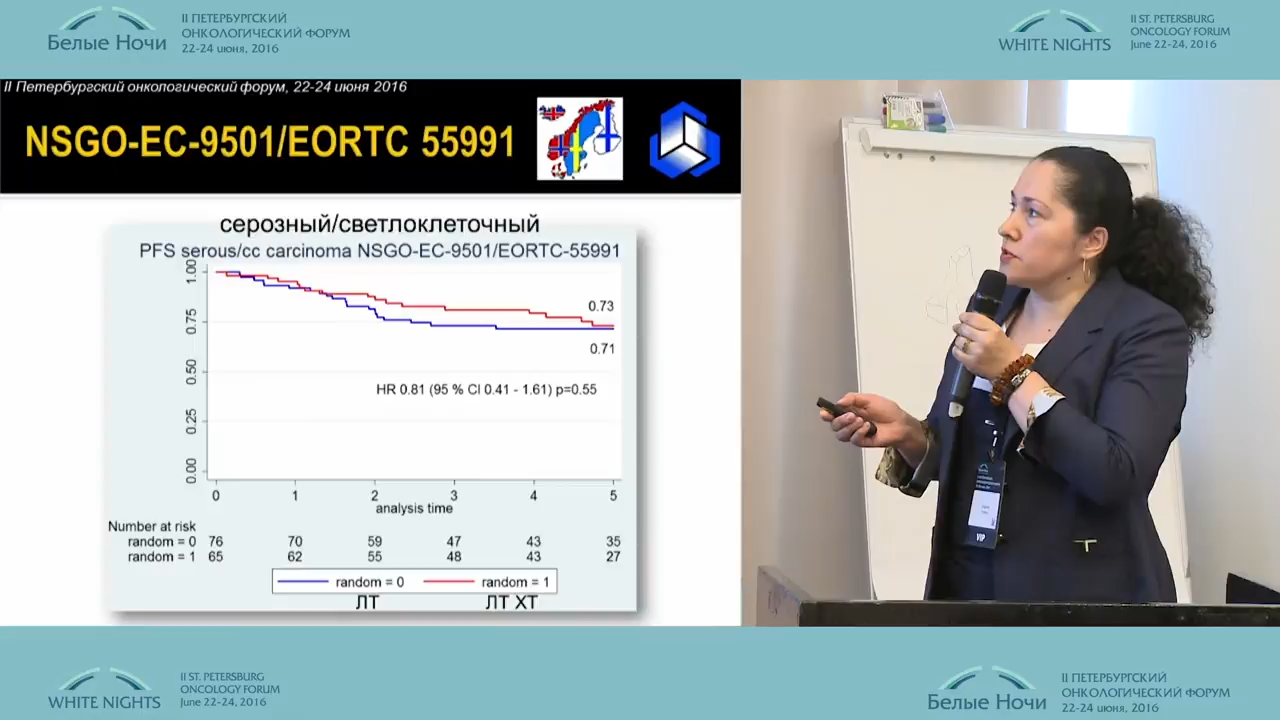 II ПЕТЕРБУРГСКИЙ
ОНКОЛОГИЧЕСКИЙ ФОРУМ
Белые Ночи
22-24 июня, 2016
II ST. PETERSBURG
ONCOLOGY FORUM
WHITE NIGHTS
June 22-24, 2016
II Петербургский онкологический форум, 22-24 июня 2016
NSGO-EC-9501/EORTC 55991
серозный/светлоклеточный
PFS serous/cc carcinoma NSGO-EC-9501/EORTC-55991
1.00
0.75
0.50
0.25
0.00
0.73
0.71
HR 0.81 (95 % CI 0.41 - 1.61) p=0.55
0 1 2 3 4 5
analysis time
Number at risk
random = 0 76 70 59 47 43 35
random = 1 65 62 55 48 43 27
random = 0 random = 1
ЛТ ЛТ ХТ
VIP
WHITE NIGHTS
II ST. PETERSBURG
ONCOLOGY FORUM
June 22-24, 2016
Белые Ночи
II ПЕТЕРБУРГСКИЙ
ОНКОЛОГИЧЕСКИЙ ФОРУМ
22-24 июня, 2016